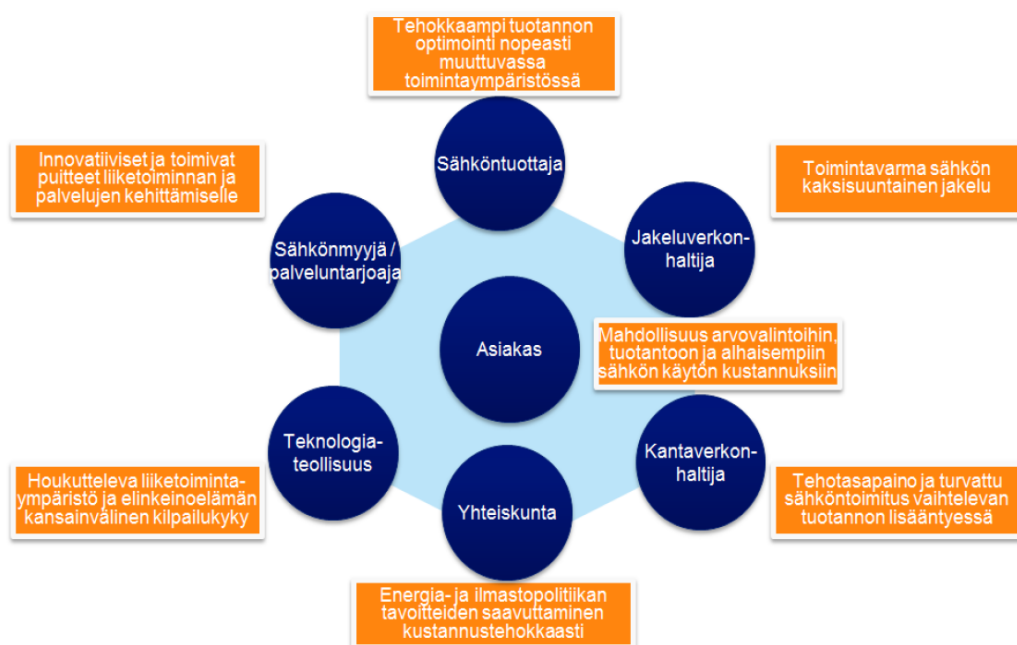 Tehokkaampi tuotannon
optimointi nopeasti
muuttuvassa
toimintaympäristössä
Sähköntuottaja
Innovatiiviset ja toimivat
puitteet liiketoiminnan ja
palvelujen kehittämiselle
Toimintavarma sähkön
kaksisuuntainen jakelu
Sähkönmyyjä /
palveluntarjoaja
Jakeluverkon-
haltija
Asiakas
Mahdollisuus arvovalintoihin,
tuotantoon ja alhaisempiin
sähkön käytön kustannuksiin
Teknologia-
teollisuus
Kantaverkon-
haltija
Houkutteleva liiketoiminta-
ympäristö ja elinkeinoelämän
kansainvälinen kilpailukyky
Yhteiskunta
Tehotasapaino ja turvattu
sähköntoimitus vaihtelevan
tuotannon lisääntyessä
Energia- ja ilmastopolitiikan
tavoitteiden saavuttaminen
kustannustehokkaasti